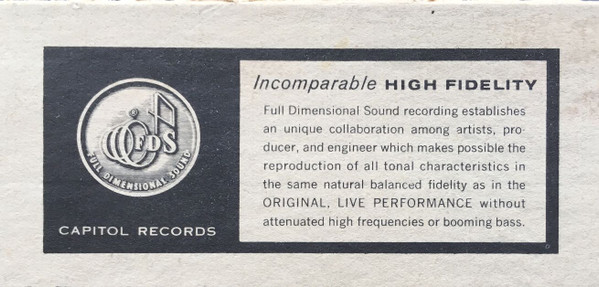 FDS
FULL DIMENSIONAL SOUND
CAPITOL RECORDS
Incomparable HIGH FIDELITY
Full Dimensional Sound recording establishes
an unique collaboration among artists, pro-
ducer, and engineer which makes possible the
reproduction of all tonal characteristics in
the same natural balanced fidelity as in the
ORIGINAL, LIVE PERFORMANCE without
attenuated high frequencies or booming bass.